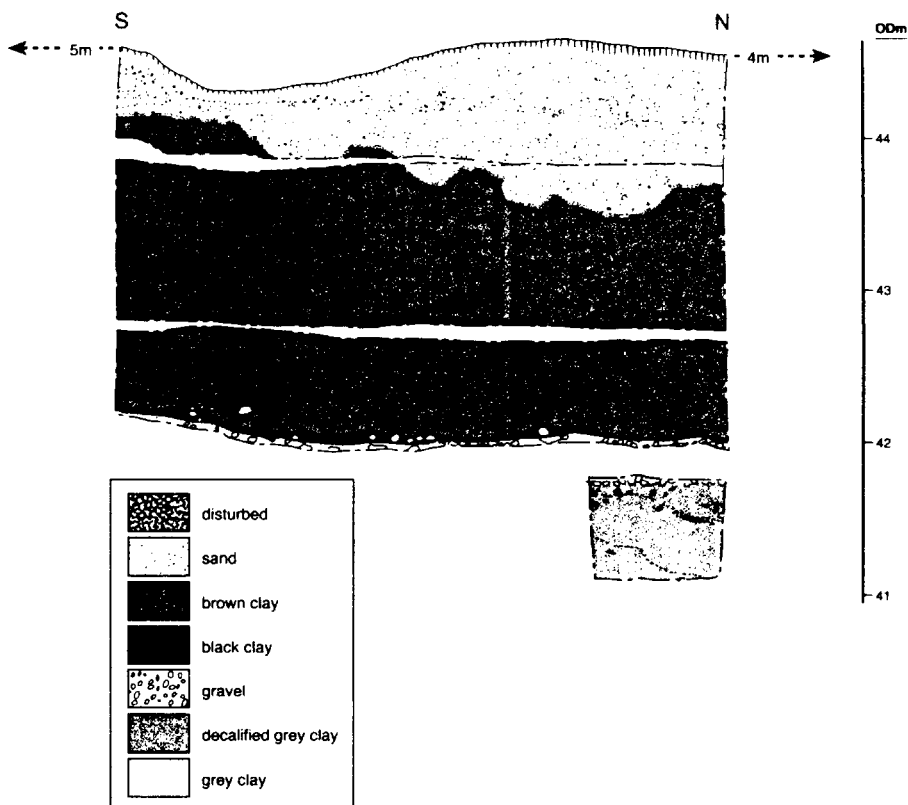 S
N
ODm
5m
4m
44
43
42
41
disturbed
sand
brown clay
black clay
gravel
decalified grey clay
grey clay